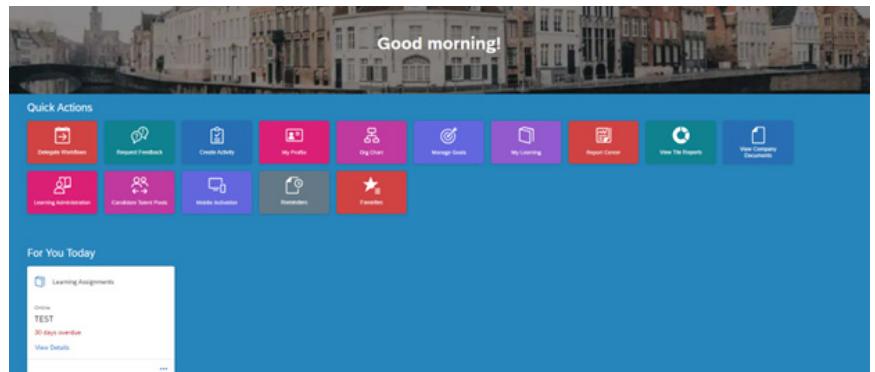 Good morning!
Quick Actions
Delegate Workflows
Request Feedback
Create Activity
My Profile
Org Chart
Manage Goals
My Learning
Report Center
View Tile Reports
View Company
Documents
Learning Administration
Candidate Talent Pools
Mobile Activation
Reminders
Favorites
For You Today
Learning Assignments
Online
TEST
30 days overdue
View Details